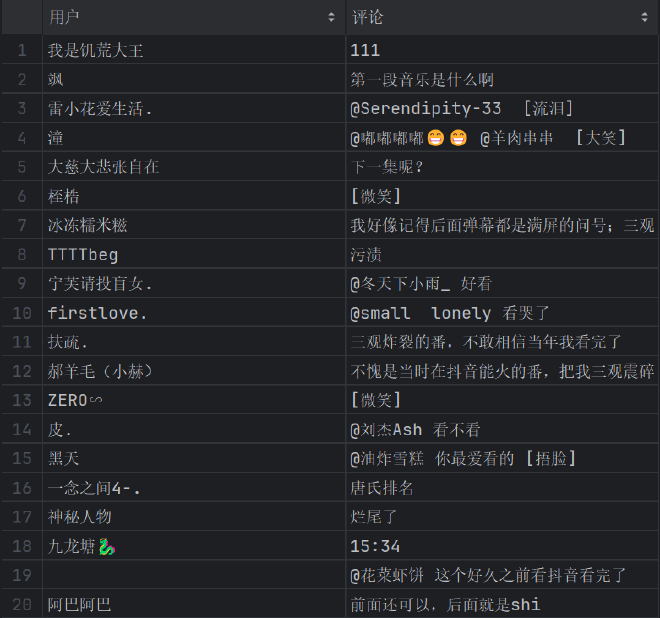 用户 评论
1 我是饥荒大王 111
2 飒 第一段音乐是什么啊
3 雷小花爱生活. @Serendipity-33 [流泪]
4 潼 @嘟嘟嘟嘟😁😁 @羊肉串串 [大笑]
5 大慈大悲张自在 下一集呢？
6 桎梏 [微笑]
7 冰冻糯米糍 我好像记得后面弹幕都是满屏的问号；三观
8 TTTTbeg 污渍
9 宁芙请投盲女. @冬天下小雨_ 好看
10 firstlove. @small lonely 看哭了
11 扶疏. 三观炸裂的番，不敢相信当年我看完了
12 郝羊毛（小赫） 不愧是当时在抖音能火的番，把我三观震碎
13 ZERO∽ [微笑]
14 皮. @刘杰Ash 看不看
15 黑天 @油炸雪糕 你最爱看的 [捂脸]
16 一念之间4-. 唐氏排名
17 神秘人物 烂尾了
18 九龙塘🐉 15:34
19 @花菜虾饼 这个好久之前看抖音看完了
20 阿巴阿巴 前面还可以，后面就是shi